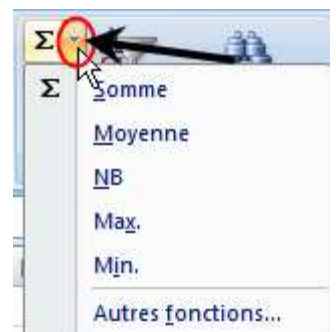 Σ
Σ Somme
Moyenne
NB
Max.
Min.
Autres fonctions...